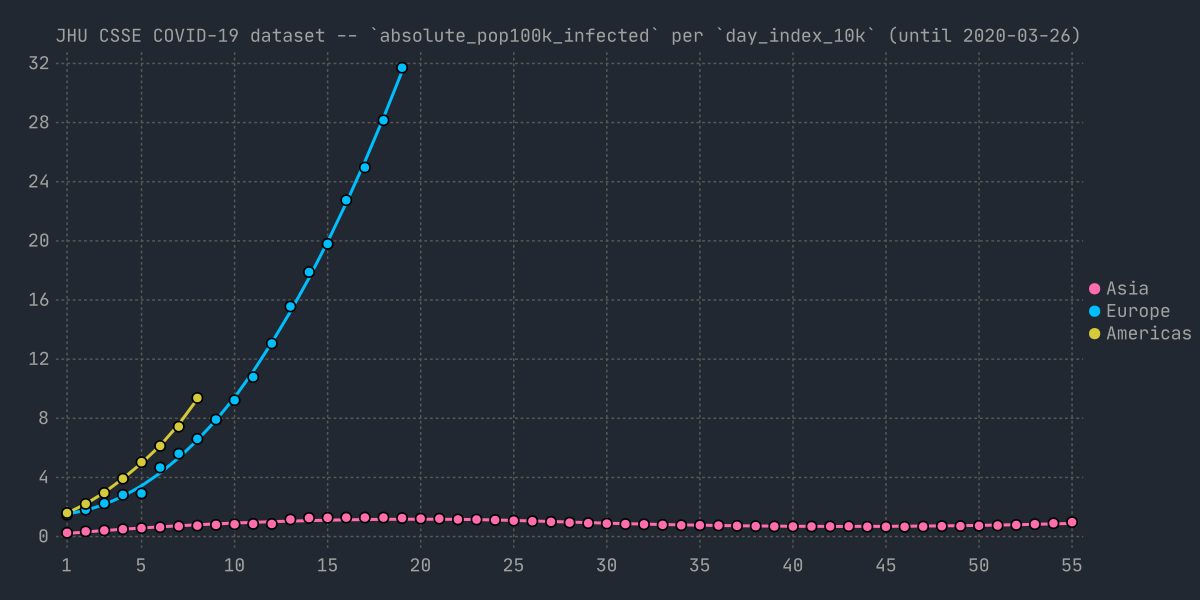 JHU CSSE COVID-19 dataset -- `absolute_pop100k_infected` per `day_index_10k` (until 2020-03-26)
32
28
24
20
16
12
8
4
0
1 5 10 15 20 25 30 35 40 45 50 55
Asia
Europe
Americas